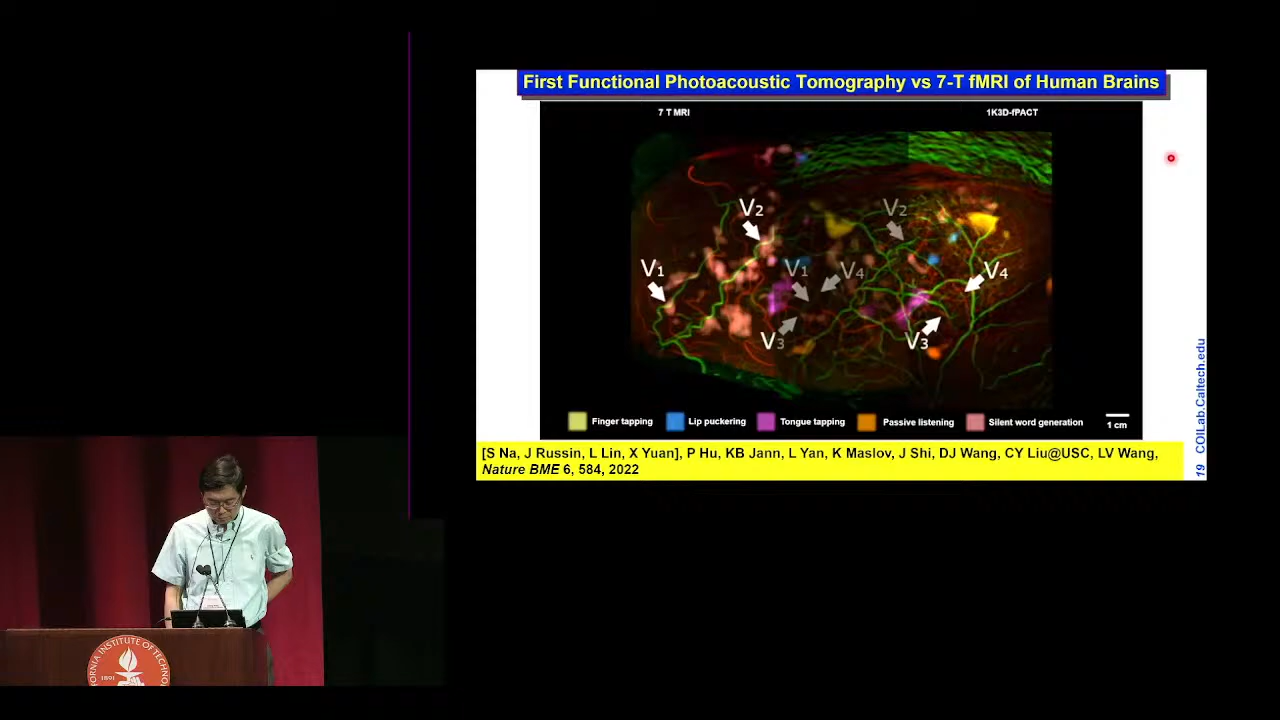 First Functional Photoacoustic Tomography vs 7-T fMRI of Human Brains
7 T MRI
1K3D-fPACT
V2
V2
V1
V1
V4
V4
V3
V3
Finger tapping
Lip puckering
Tongue tapping
Passive listening
Silent word generation
1 cm
[S Na, J Russin, L Lin, X Yuan], P Hu, KB Jann, L Yan, K Maslov, J Shi, DJ Wang, CY Liu@USC, LV Wang,
Nature BME 6, 584, 2022
19 COILab.Caltech.edu
INSTITUTE OF
1891